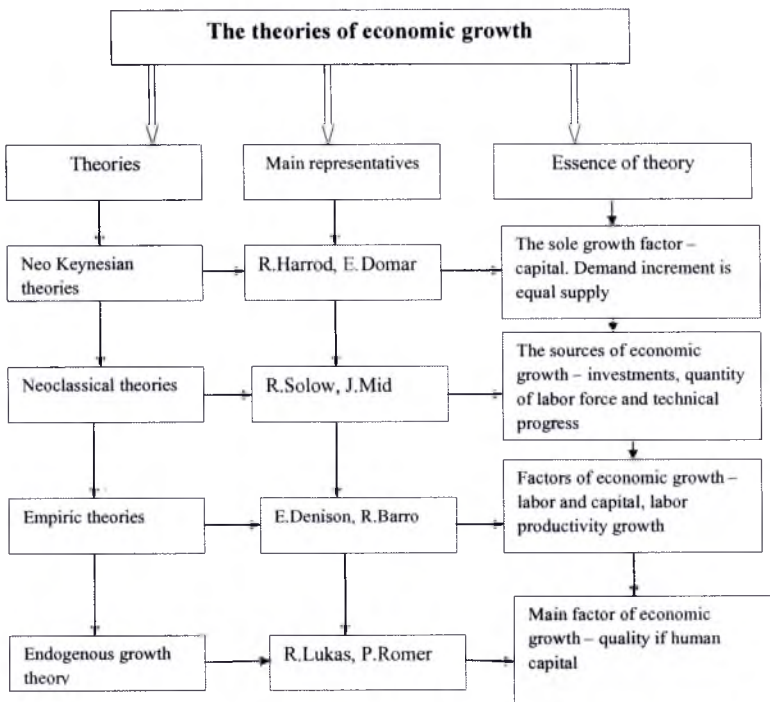 The theories of economic growth
Theories
Main representatives
Essence of theory
Neo Keynesian
theories
R.Harrod, E.Domar
The sole growth factor –
capital. Demand increment is
equal supply
Neoclassical theories
R.Solow, J.Mid
The sources of economic
growth – investments, quantity
of labor force and technical
progress
Empiric theories
E.Denison, R.Barro
Factors of economic growth –
labor and capital, labor
productivity growth
Endogenous growth
theory
R.Lukas, P.Romer
Main factor of economic
growth – quality if human
capital